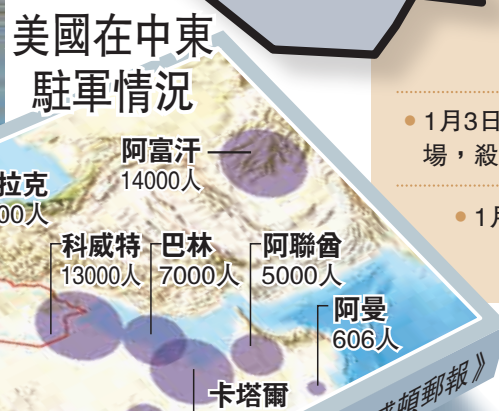 美國在中東
駐軍情況
阿富汗
14000人
拉克
00人
科威特
13000人
巴林
7000人
阿聯酋
5000人
阿曼
606人
卡塔爾
頓郵報》
• 1月3日
場，殺
• 1月